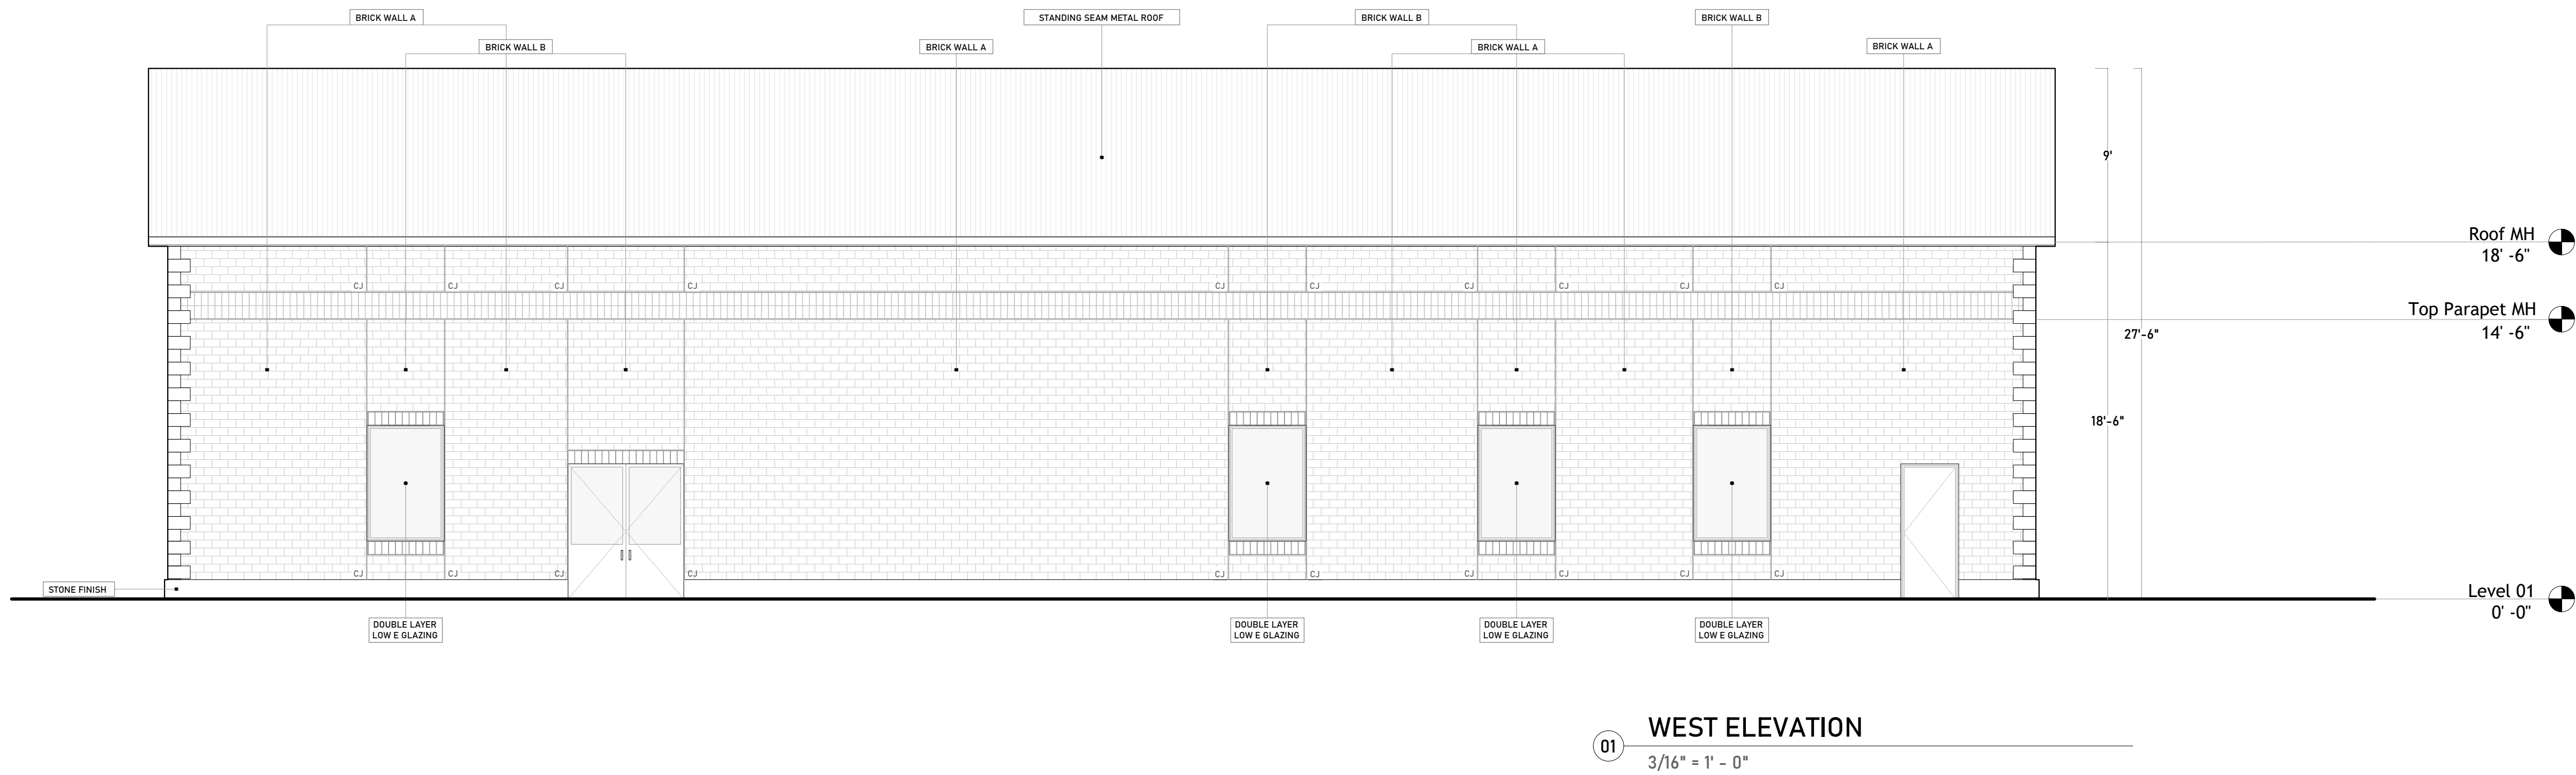 BRICK WALL A
STANDING SEAM METAL ROOF
BRICK WALL B
BRICK WALL B
BRICK WALL B
BRICK WALL A
BRICK WALL A
BRICK WALL A
9'
Roof MH
18' -6"
CJ CJ CJ CJ CJ CJ CJ CJ CJ CJ
Top Parapet MH
14' -6"
27'-6"
18'-6"
CJ CJ CJ CJ CJ CJ CJ CJ CJ CJ
STONE FINISH
Level 01
0' -0"
DOUBLE LAYER
LOW E GLAZING
DOUBLE LAYER
LOW E GLAZING
DOUBLE LAYER
LOW E GLAZING
DOUBLE LAYER
LOW E GLAZING
01
WEST ELEVATION
3/16" = 1' - 0"